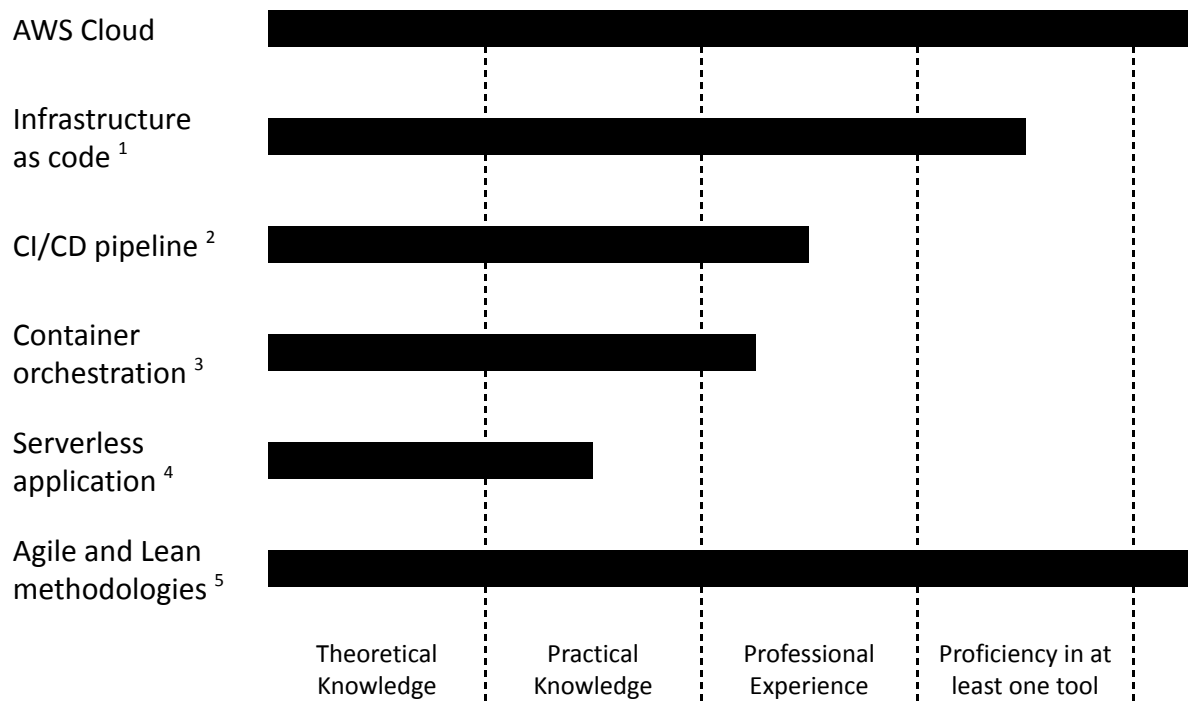 AWS Cloud
Infrastructure
as code ¹
CI/CD pipeline ²
Container
orchestration ³
Serverless
application ⁴
Agile and Lean
methodologies ⁵
Theoretical
Knowledge
Practical
Knowledge
Professional
Experience
Proficiency in at
least one tool